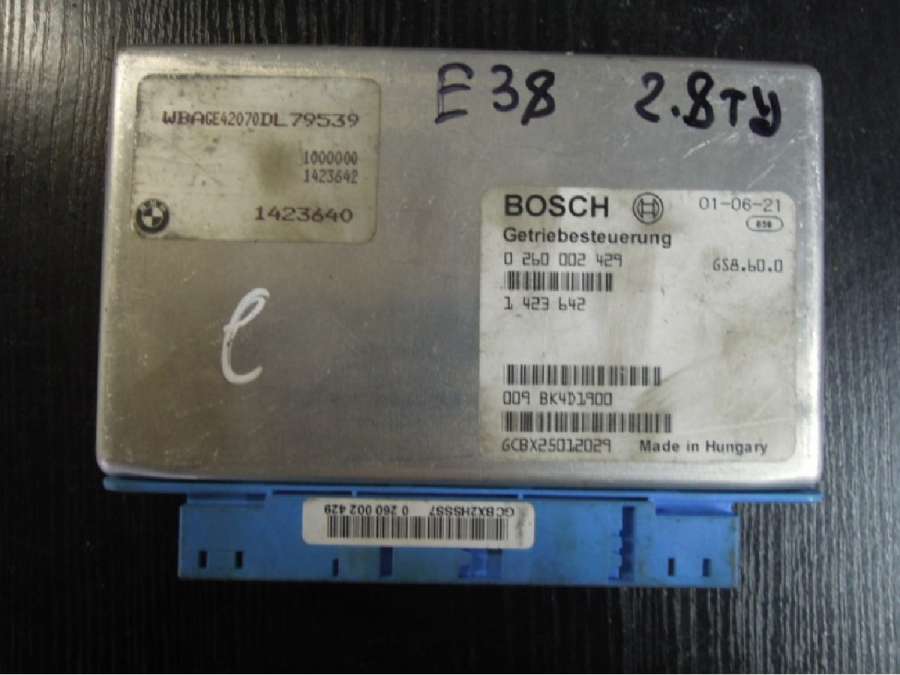 E38 2.8ТУ
WBAGE42070DL79539
1000000
1423642
1423640
BOSCH 01-06-21
Getriebesteuerung
0 260 002 429
GS8.60.0
1 423 642
009 BK4D1900
GCBX25012029 Made in Hungary
GCBX2HSSS7 0 260 002 429